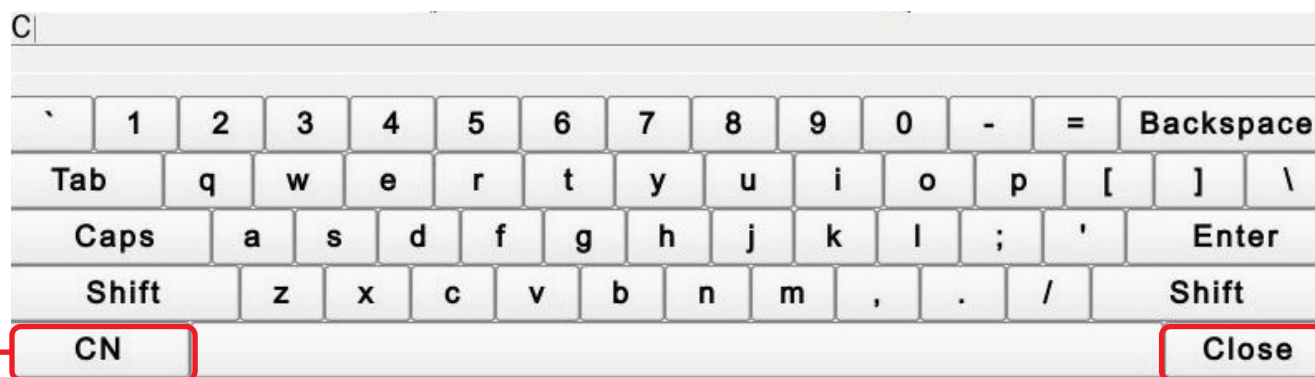 C
` 1 2 3 4 5 6 7 8 9 0 - = Backspace
Tab q w e r t y u i o p [ ] \
Caps a s d f g h j k l ; ' Enter
Shift z x c v b n m , . / Shift
CN Close